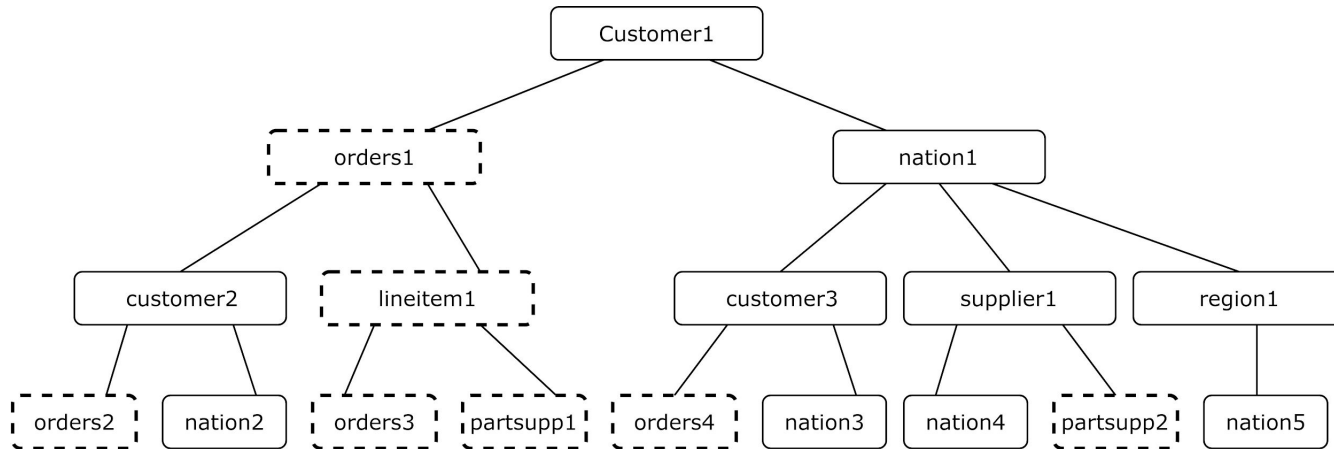 Customer1
orders1
nation1
customer2
lineitem1
customer3
supplier1
region1
orders2
nation2
orders3
partsupp1
orders4
nation3
nation4
partsupp2
nation5